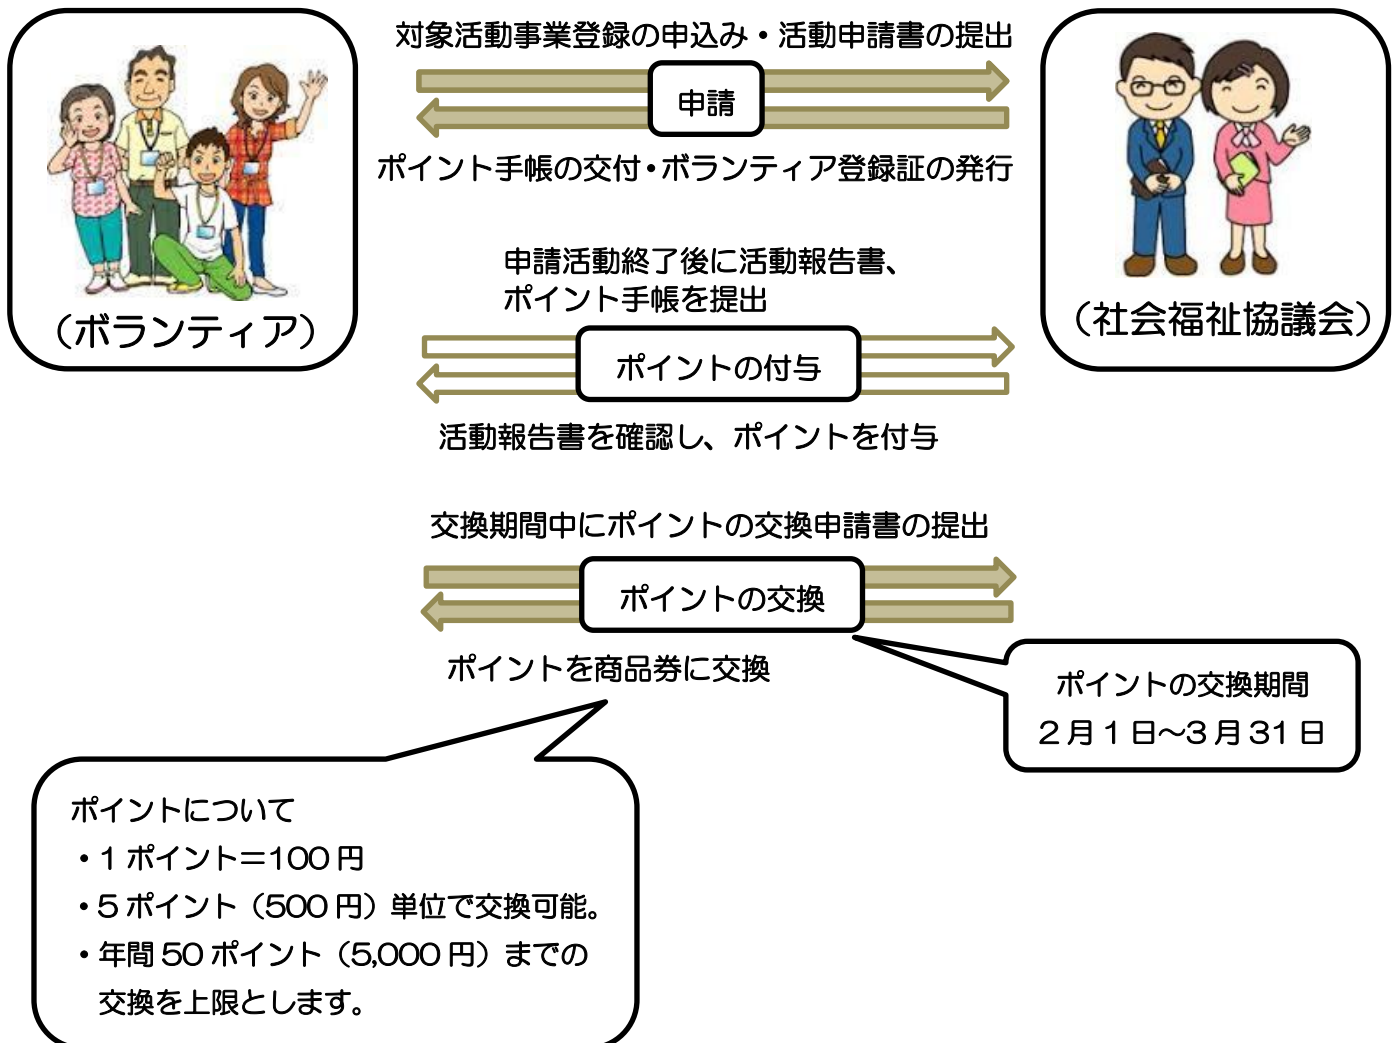 対象活動事業登録の申込み・活動申請書の提出
申請
ポイント手帳の交付・ボランティア登録証の発行
(ボランティア)
(社会福祉協議会)
申請活動終了後に活動報告書、
ポイント手帳を提出
ポイントの付与
活動報告書を確認し、ポイントを付与
交換期間中にポイントの交換申請書の提出
ポイントの交換
ポイントを商品券に交換
ポイントの交換期間
2月1日～3月31日
ポイントについて
・1ポイント＝100円
・5ポイント（500円）単位で交換可能。
・年間50ポイント（5,000円）までの
交換を上限とします。